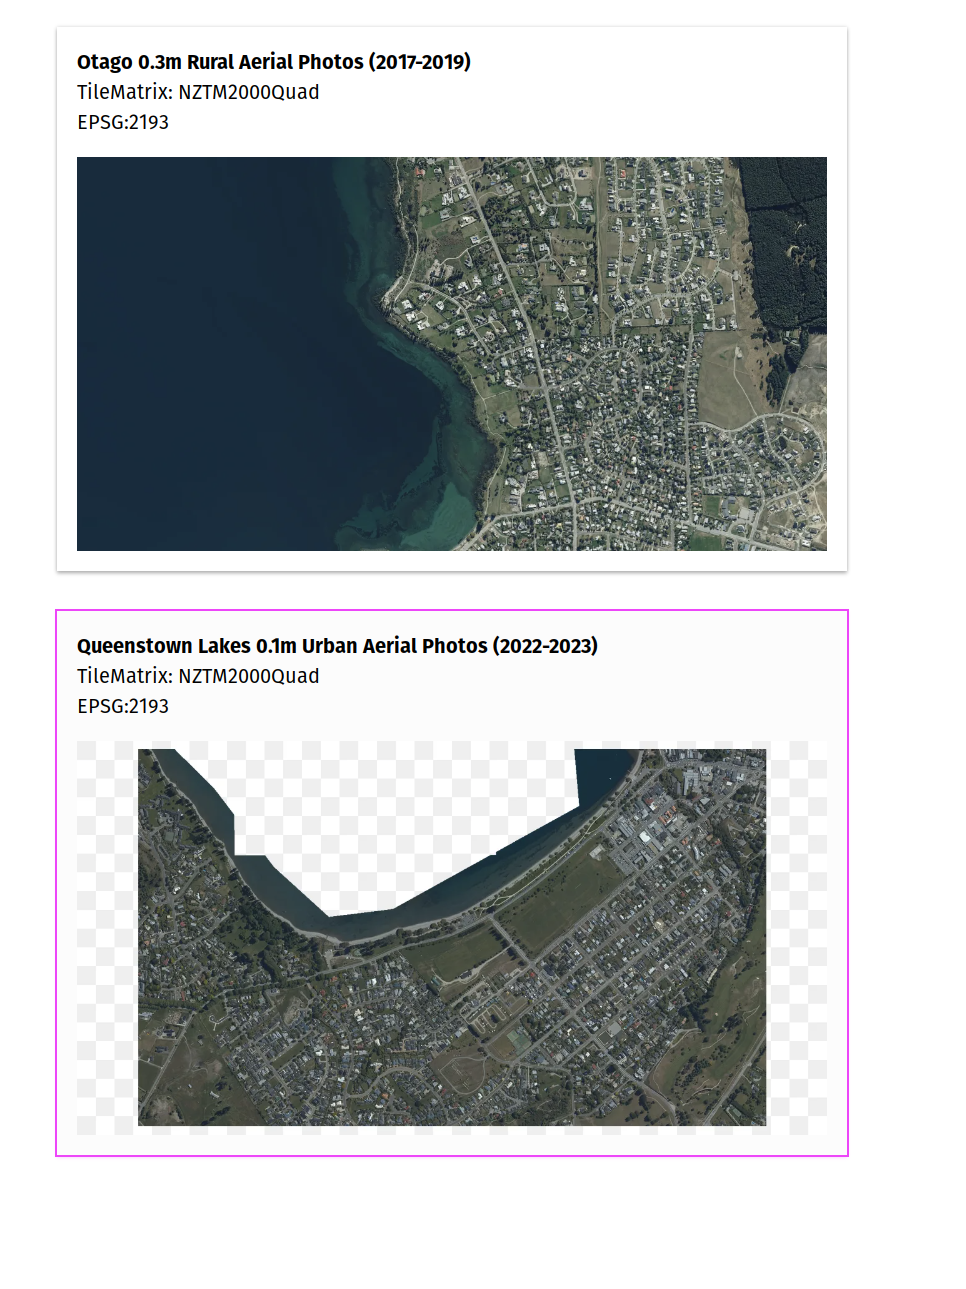 Otago 0.3m Rural Aerial Photos (2017-2019)
TileMatrix: NZTM2000Quad
EPSG:2193
Queenstown Lakes 0.1m Urban Aerial Photos (2022-2023)
TileMatrix: NZTM2000Quad
EPSG:2193